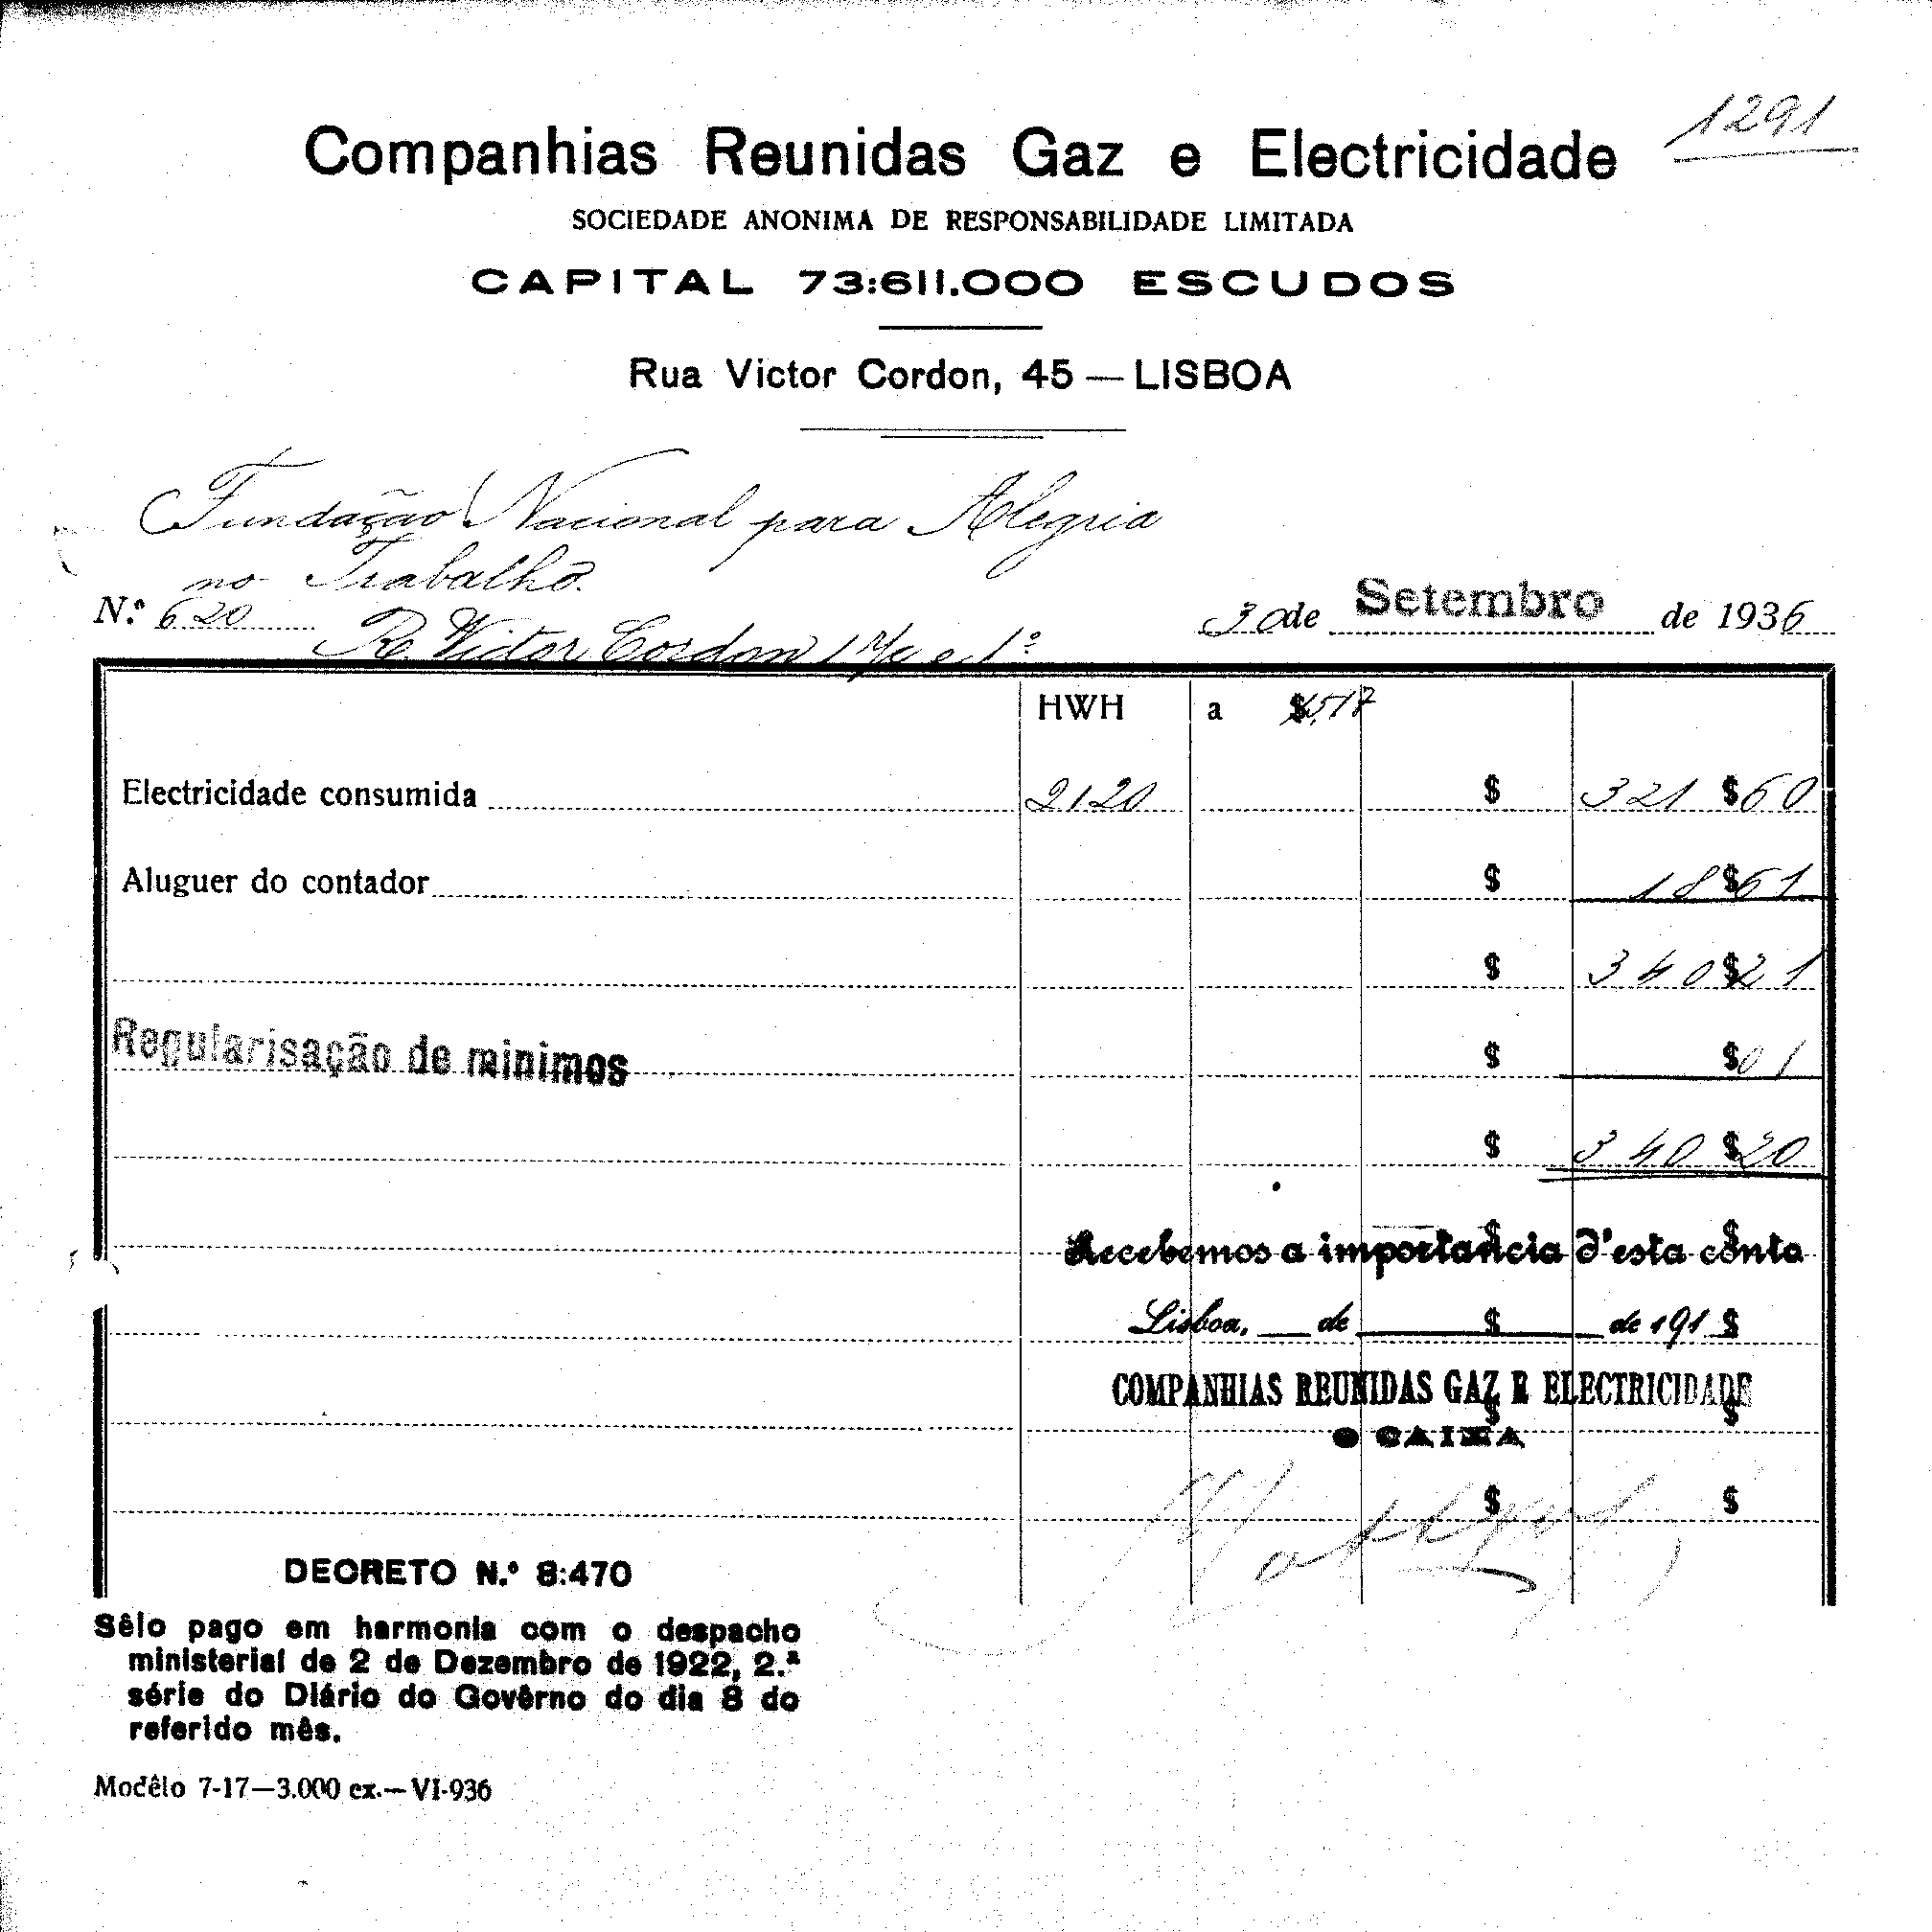 1291
Companhias Reunidas Gaz e Electricidade
SOCIEDADE ANONIMA DE RESPONSABILIDADE LIMITADA
CAPITAL 73:611.000 ESCUDOS
Rua Victor Cordon, 45 — LISBOA
Fundação Nacional para Alegria
no Trabalho.
N.º 620
30 de Setembro de 1936
R. Victor Cordon
HWH a $
Electricidade consumida 2120 $ 321 $ 60
Aluguer do contador $ 18 $ 61
$ 340 $ 21
Regularisação de minimos $ $ 01
$ 340 $ 20
$ $
Recebemos a importancia d'esta conta
Lisboa, de $ de 191 $
COMPANHIAS REUNIDAS GAZ E ELECTRICIDADE
$ $
O CAIXA
$ $
DECRETO N.º 8:470
Sêlo pago em harmonia com o despacho
ministerial de 2 de Dezembro de 1922, 2.ª
série do Diário do Govêrno do dia 8 do
referido mês.
Modêlo 7-17—3.000 ex.—VI-936